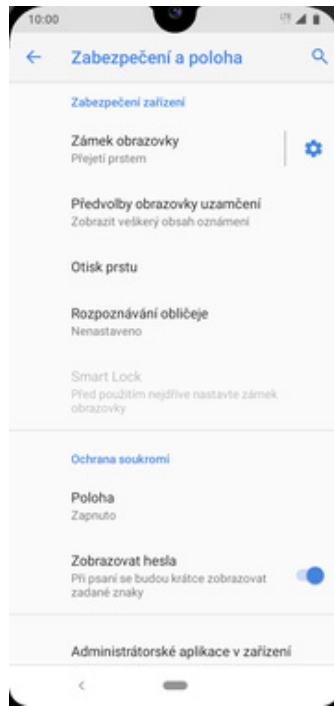 10:00
LTE
Zabezpečení a poloha
Zabezpečení zařízení
Zámek obrazovky
Přejetí prstem
Předvolby obrazovky uzamčení
Zobrazit veškerý obsah oznámení
Otisk prstu
Rozpoznávání obličeje
Nenastaveno
Smart Lock
Před použitím nejdříve nastavte zámek
obrazovky
Ochrana soukromí
Poloha
Zapnuto
Zobrazovat hesla
Při psaní se budou krátce zobrazovat
zadané znaky
Administrátorské aplikace v zařízení